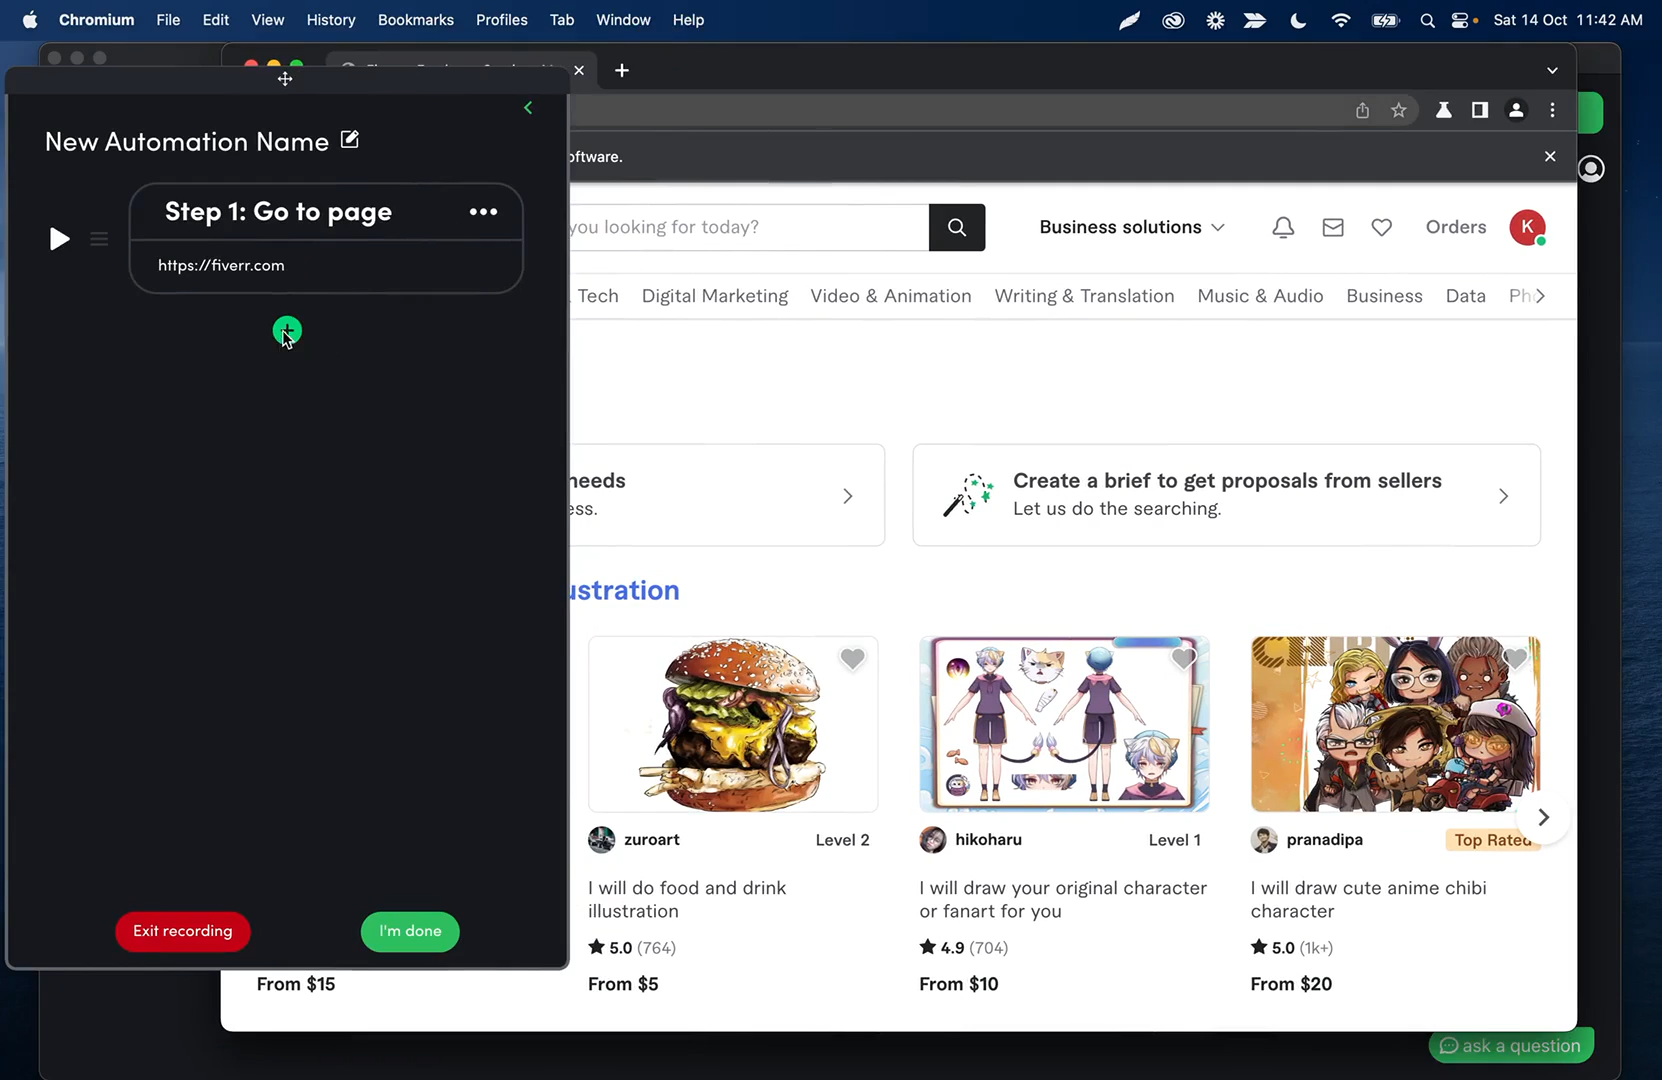 Chromium File Edit View History Bookmarks Profiles Tab Window Help Sat 14 Oct 11:42 AM
New Automation Name
Step 1: Go to page
https://fiverr.com
Exit recording
I'm done
oftware.
you looking for today?
Business solutions
Orders
K
Tech Digital Marketing Video & Animation Writing & Translation Music & Audio Business Data
needs
ess.
Create a brief to get proposals from sellers
Let us do the searching.
ustration
zuroart Level 2
I will do food and drink
illustration
5.0 (764)
From $5
hikoharu Level 1
I will draw your original character
or fanart for you
4.9 (704)
From $10
pranadipa Top Rated
I will draw cute anime chibi
character
5.0 (1k+)
From $20
From $15
ask a question